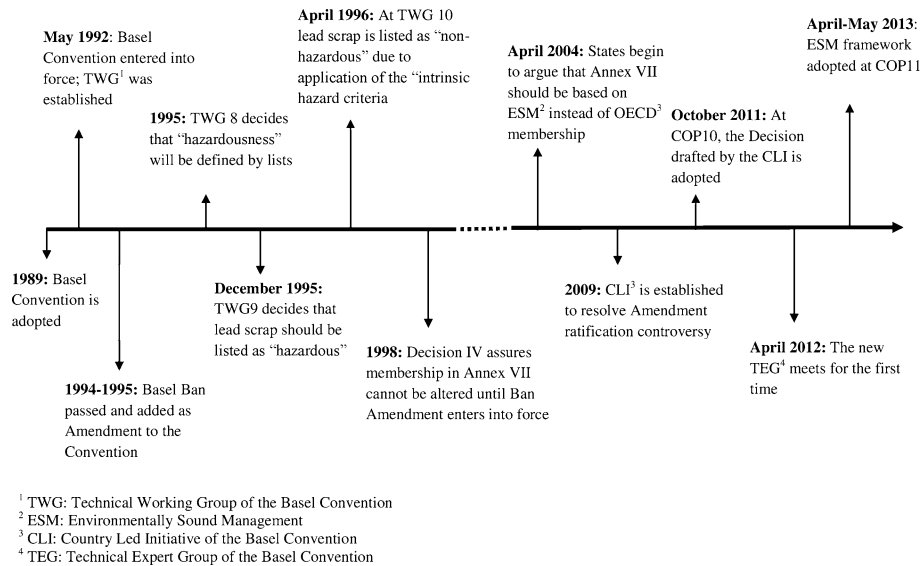 May 1992: Basel
Convention entered into
force; TWG¹ was
established
1995: TWG 8 decides
that “hazardousness”
will be defined by lists
April 1996: At TWG 10
lead scrap is listed as “non-
hazardous” due to
application of the “intrinsic
hazard criteria
April 2004: States begin
to argue that Annex VII
should be based on
ESM² instead of OECD³
membership
October 2011: At
COP10, the Decision
drafted by the CLI is
adopted
April-May 2013:
ESM framework
adopted at COP11
1989: Basel
Convention is
adopted
1994-1995: Basel Ban
passed and added as
Amendment to the
Convention
December 1995:
TWG9 decides that
lead scrap should be
listed as “hazardous”
1998: Decision IV assures
membership in Annex VII
cannot be altered until Ban
Amendment enters into force
2009: CLI³ is established
to resolve Amendment
ratification controversy
April 2012: The new
TEG⁴ meets for the first
time
¹ TWG: Technical Working Group of the Basel Convention
² ESM: Environmentally Sound Management
³ CLI: Country Led Initiative of the Basel Convention
⁴ TEG: Technical Expert Group of the Basel Convention